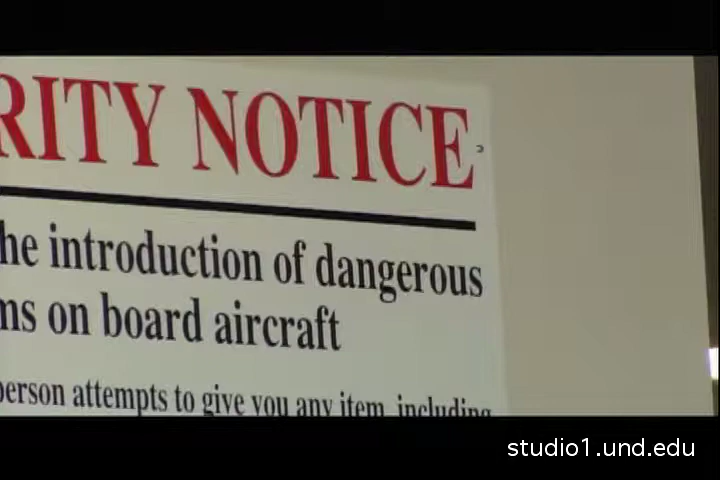 RITY NOTICE
he introduction of dangerous
ms on board aircraft
person attempts to give you any item, including
studio1.und.edu